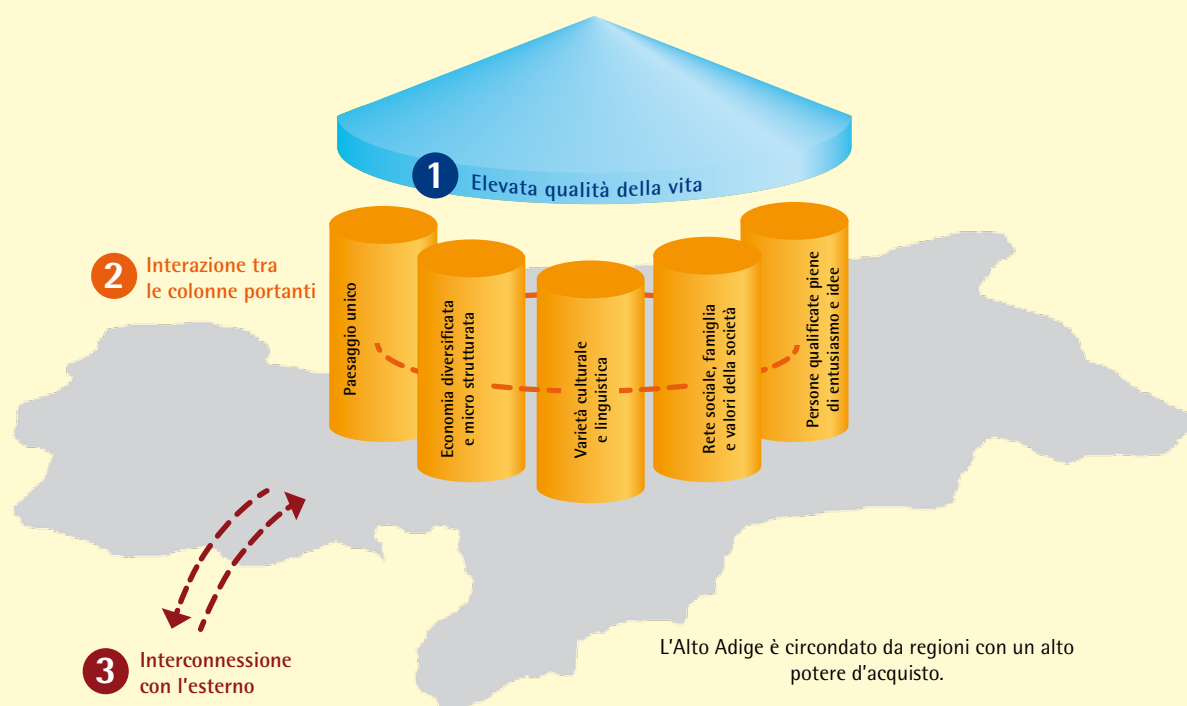 1
Elevata qualità della vita
2
Interazione tra
le colonne portanti
Paesaggio unico
Economia diversificata
e micro strutturata
Varietà culturale
e linguistica
Rete sociale, famiglia
e valori della società
Persone qualificate piene
di entusiasmo e idee
3
Interconnessione
con l'esterno
L'Alto Adige è circondato da regioni con un alto
potere d'acquisto.